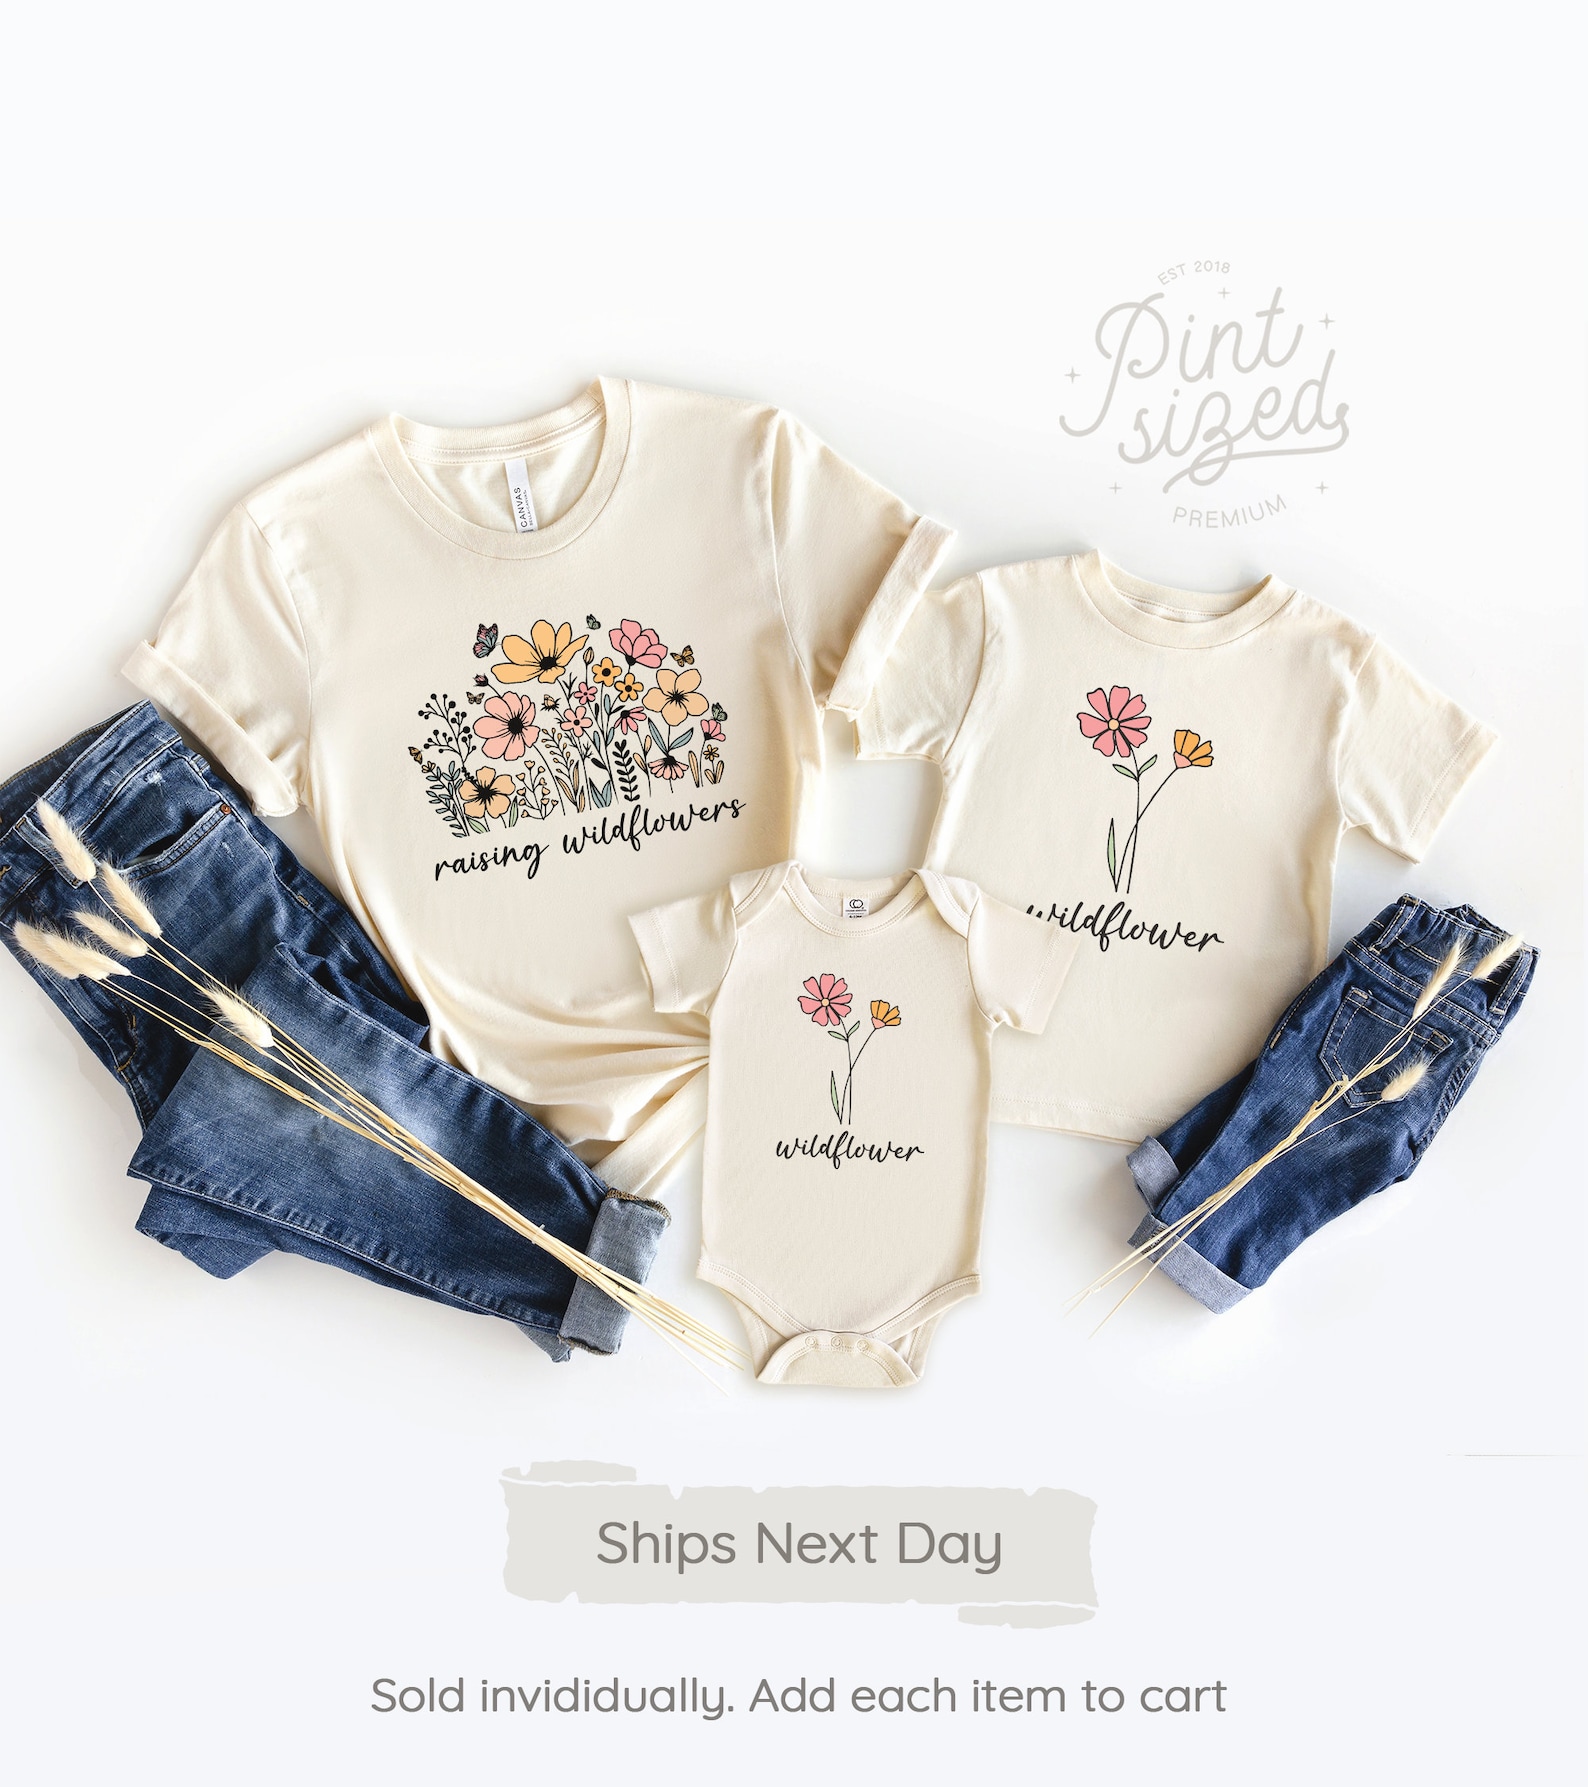 EST 2018
Pint
sized
PREMIUM
CANVAS
raising wildflowers
wildflower
wildflower
Ships Next Day
Sold invididually. Add each item to cart